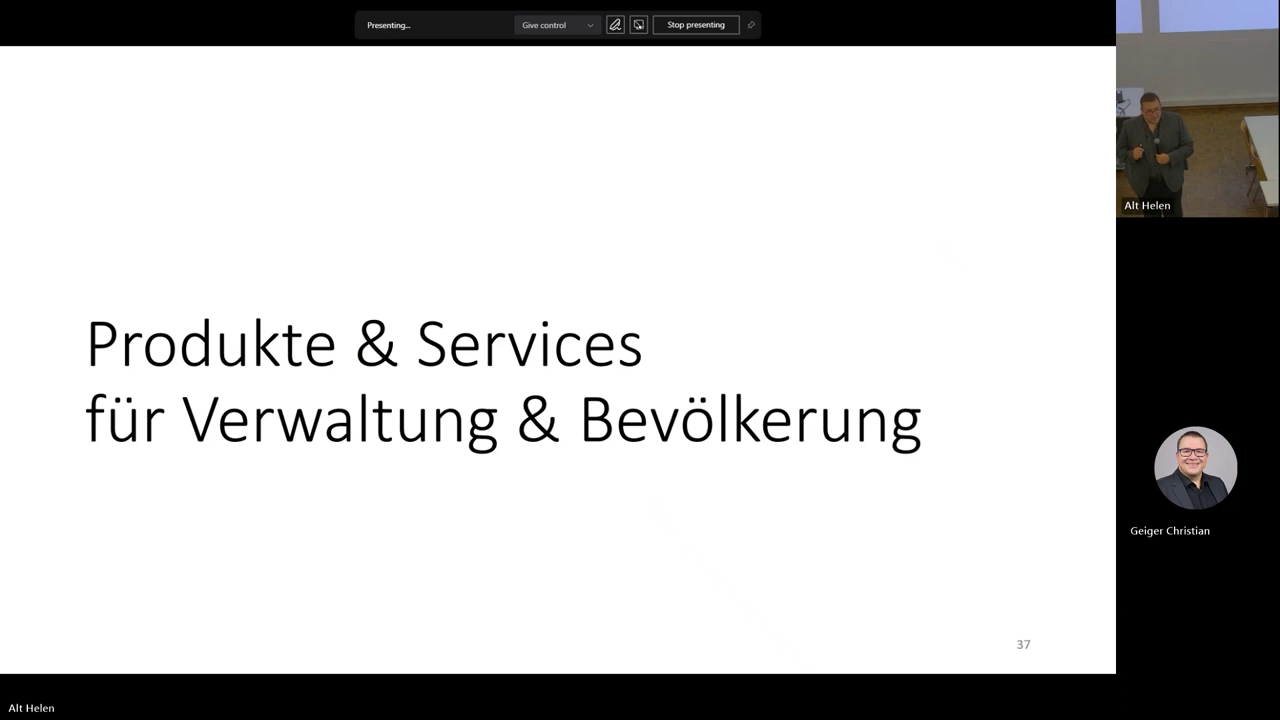 Presenting...
Give control
Stop presenting
Alt Helen
Produkte & Services
für Verwaltung & Bevölkerung
Geiger Christian
37
Alt Helen